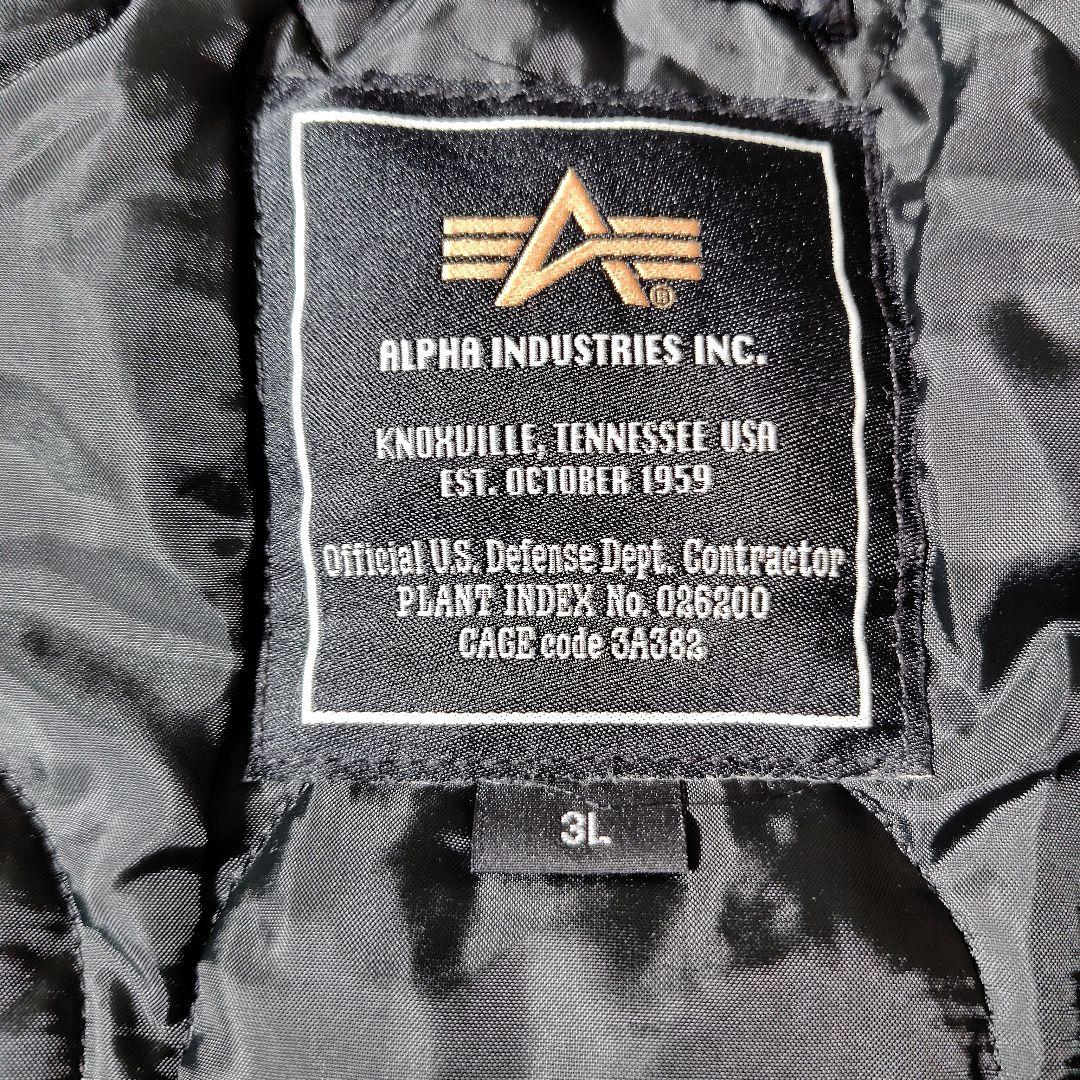 ALPHA INDUSTRIES INC.
KNOXVILLE, TENNESSEE USA
EST. OCTOBER 1959
Official U.S. Defense Dept. Contractor
PLANT INDEX No. 026200
CAGE code 3A382
3L